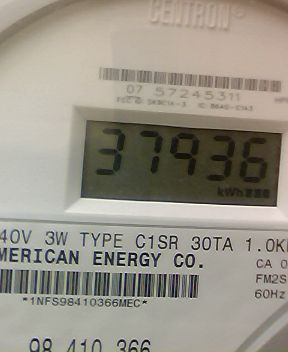 CENTRON®
07 57245311
37936
kWh
40V 3W TYPE C1SR 30TA 1.0K
MERICAN ENERGY CO.
CA 0
FM2S
60Hz
*1NFS98410366MEC*
98 410 366